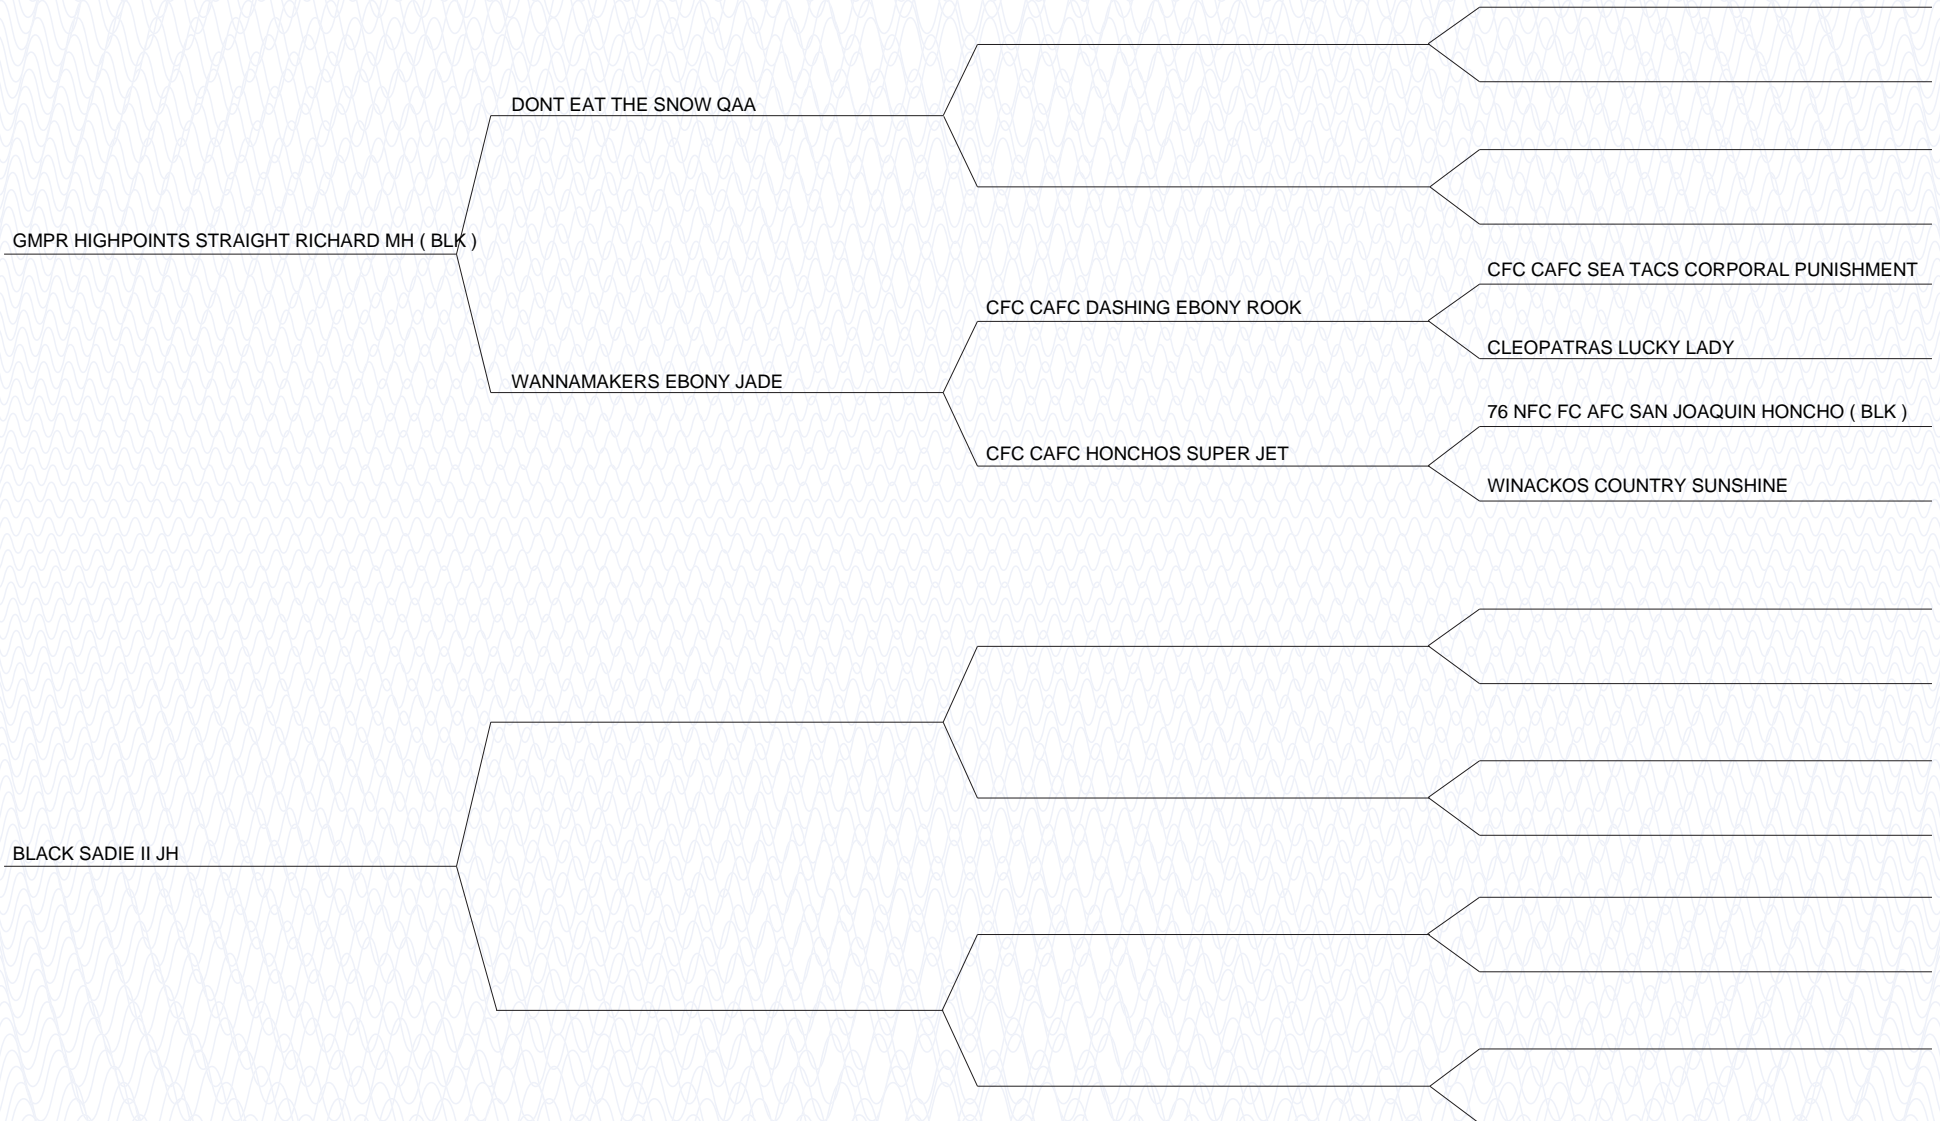 DONT EAT THE SNOW QAA
GMPR HIGHPOINTS STRAIGHT RICHARD MH ( BLK )
CFC CAFC SEA TACS CORPORAL PUNISHMENT
CFC CAFC DASHING EBONY ROOK
CLEOPATRAS LUCKY LADY
WANNAMAKERS EBONY JADE
76 NFC FC AFC SAN JOAQUIN HONCHO ( BLK )
CFC CAFC HONCHOS SUPER JET
WINACKOS COUNTRY SUNSHINE
BLACK SADIE II JH